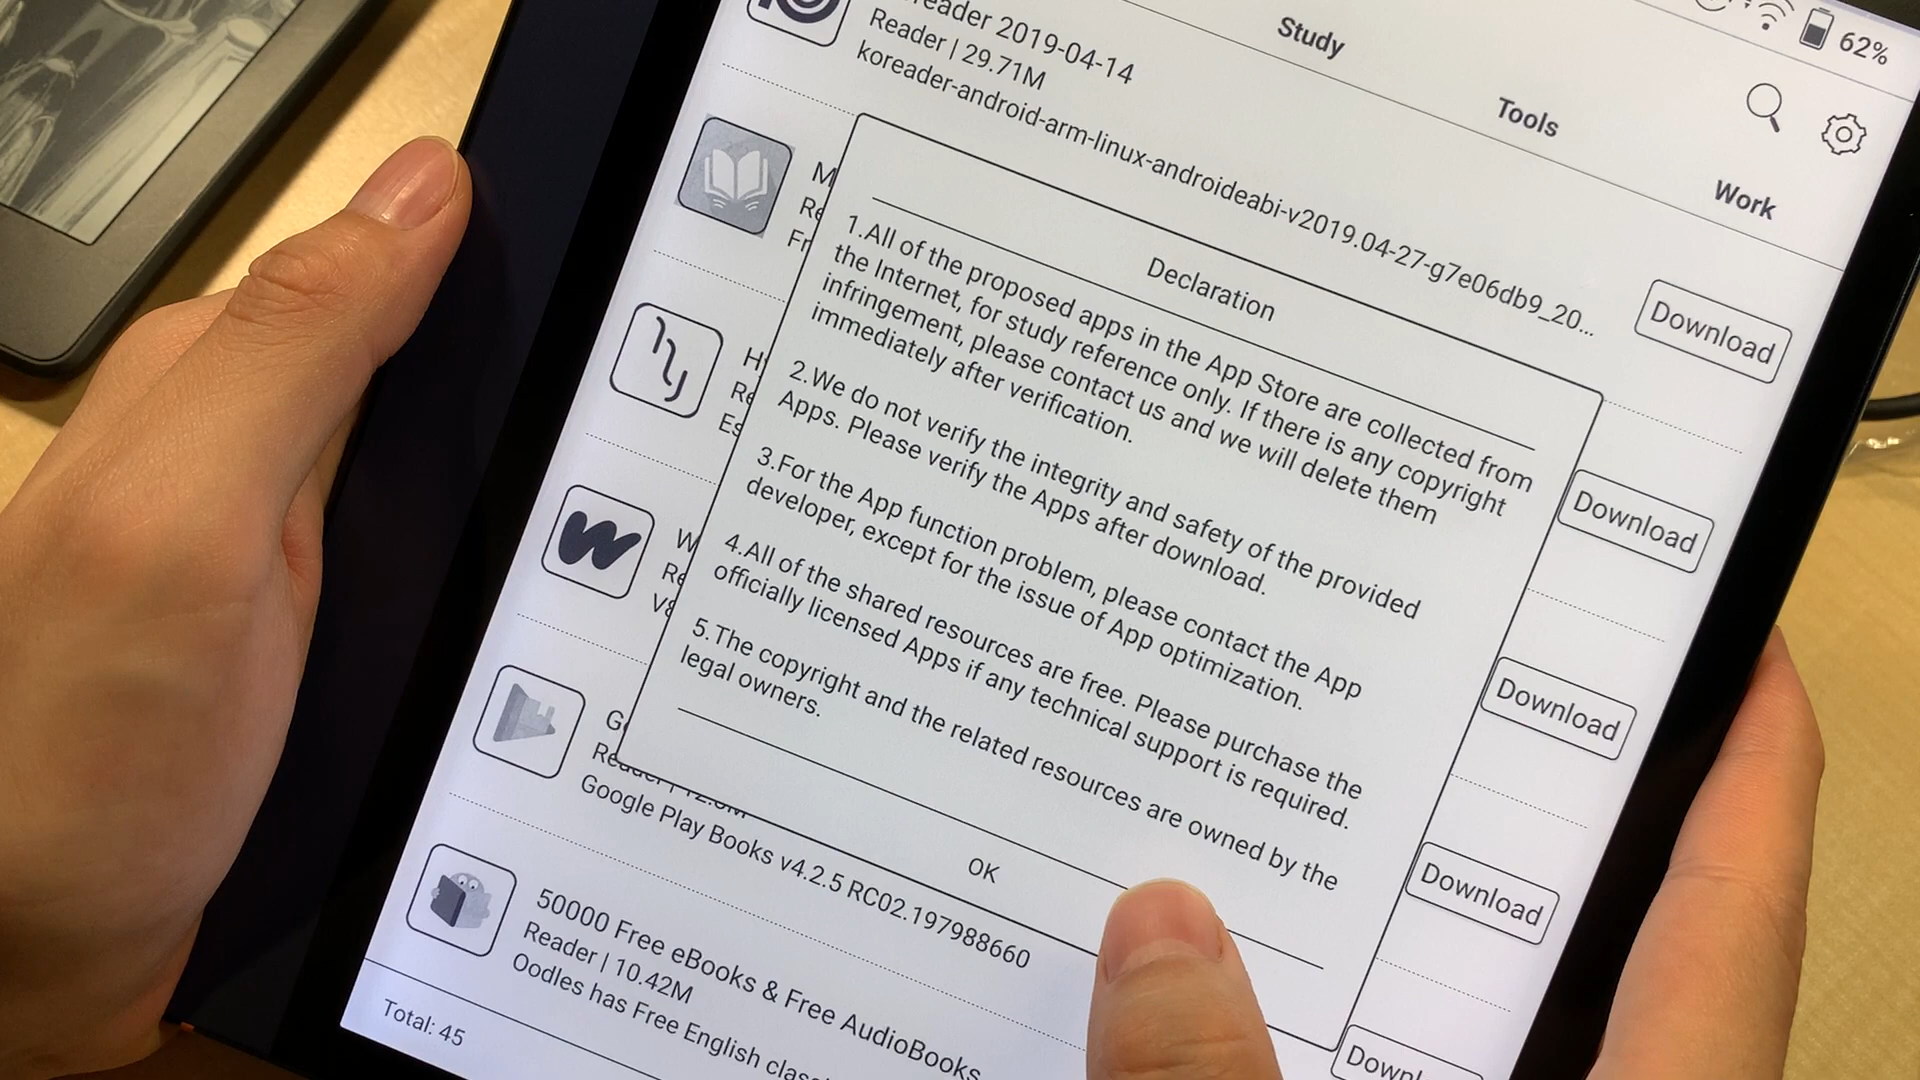 62%
Study
Tools
Work
reader 2019-04-14
Reader | 29.71M
koreader-android-arm-linux-androideabi-v2019.04-27-g7e06db9_20...
Download
Declaration
1.All of the proposed apps in the App Store are collected from
the Internet, for study reference only. If there is any copyright
infringement, please contact us and we will delete them
immediately after verification.
2.We do not verify the integrity and safety of the provided
Apps. Please verify the Apps after download.
3.For the App function problem, please contact the App
developer, except for the issue of App optimization.
4.All of the shared resources are free. Please purchase the
officially licensed Apps if any technical support is required.
5.The copyright and the related resources are owned by the
legal owners.
OK
Download
Download
Download
Google Play Books v4.2.5 RC02.197988660
50000 Free eBooks & Free AudioBooks
Reader | 10.42M
Oodles has Free English
Total: 45